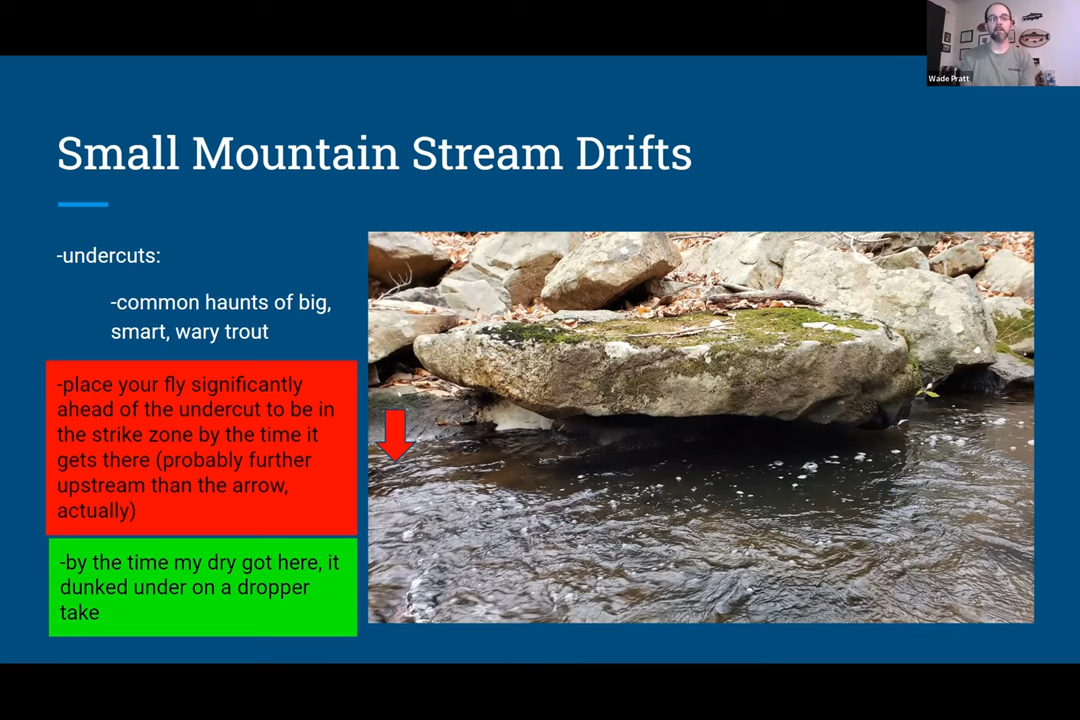 Wade Pratt
Small Mountain Stream Drifts
-undercuts:
-common haunts of big,
smart, wary trout
-place your fly significantly
ahead of the undercut to be in
the strike zone by the time it
gets there (probably further
upstream than the arrow,
actually)
-by the time my dry got here, it
dunked under on a dropper
take